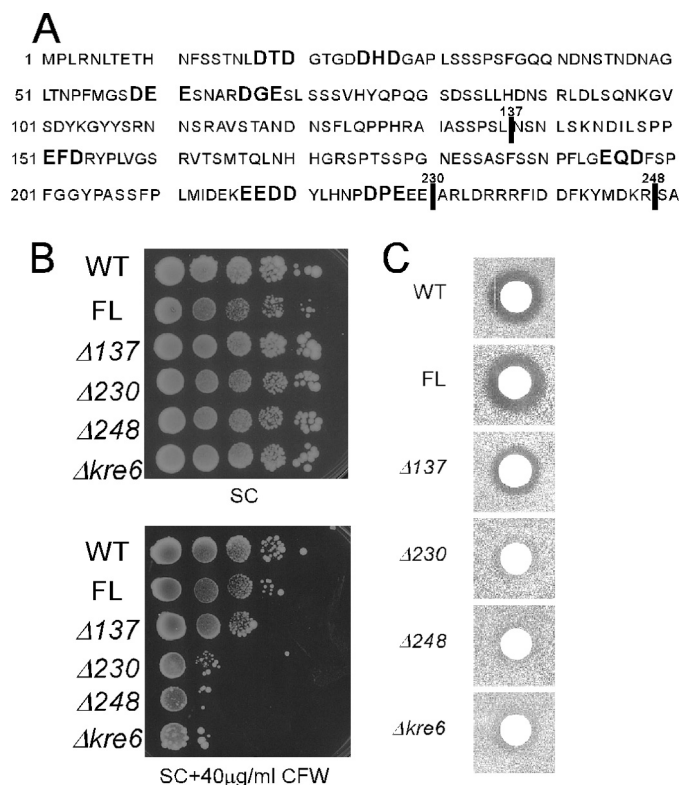 A
1 MPLRNLTETH NFSSTNLDTD GTGDDHDGAP LSSSPSFGQQ NDNSTNDNAG
51 LTNPFMGSDE ESNARDGESL SSSVHYQPQG SDSSLLHDNS RLDLSQNKGV
137
101 SDYKGYYSRN NSRAVSTAND NSFLQPPHRA IASSPSLNSN LSKNDILSPP
151 EFDRYPLVGS RVTSMTQLNH HGRSPTSSPG NESSASFSSN PFLGEQDFSP
230 248
201 FGGYPASSFP LMIDEKEEDD YLHNPDPEEE ARLDRRRFID DFKYMDKRSA
B
WT
FL
Δ137
Δ230
Δ248
Δkre6
SC
WT
FL
Δ137
Δ230
Δ248
Δkre6
SC+40µg/ml CFW
C
WT
FL
Δ137
Δ230
Δ248
Δkre6